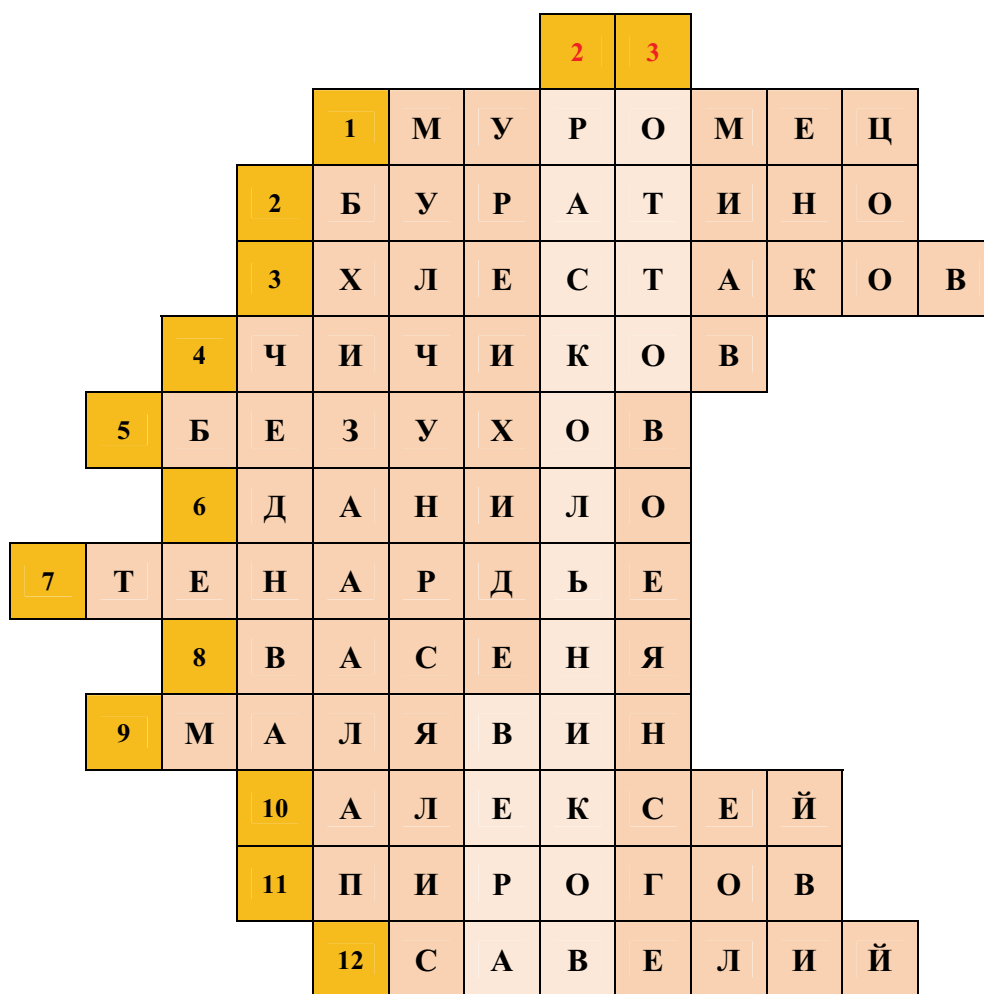 2 3
1 М У Р О М Е Ц
2 Б У Р А Т И Н О
3 Х Л Е С Т А К О В
4 Ч И Ч И К О В
5 Б Е З У Х О В
6 Д А Н И Л О
7 Т Е Н А Р Д Ь Е
8 В А С Е Н Я
9 М А Л Я В И Н
10 А Л Е К С Е Й
11 П И Р О Г О В
12 С А В Е Л И Й